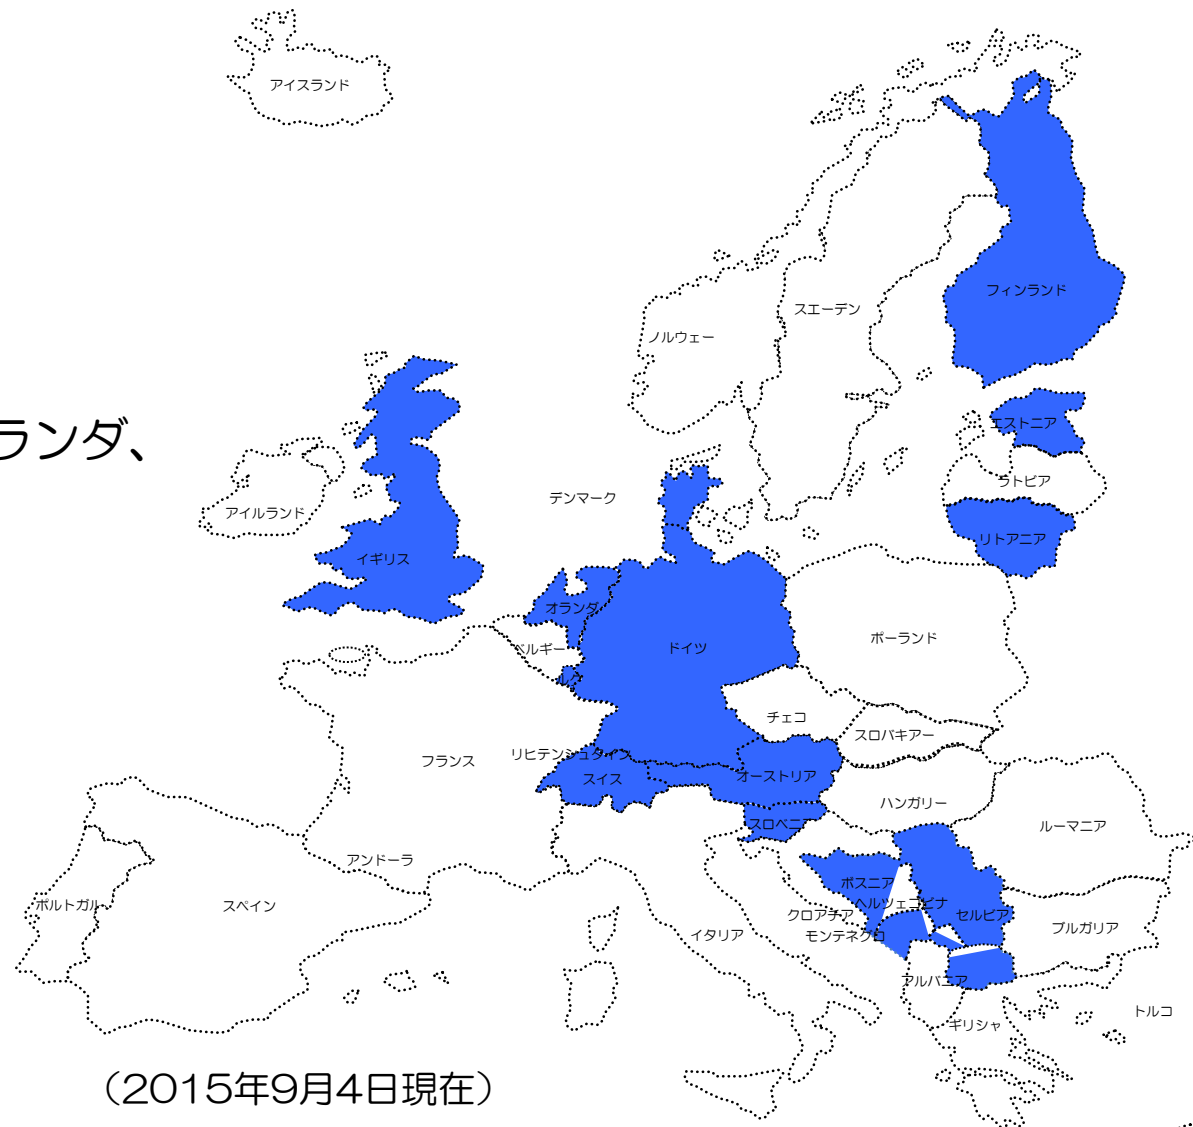 アイスランド
フィンランド
スエーデン
ノルウェー
ランダ、
エストニア
ラトビア
デンマーク
アイルランド
リトアニア
イギリス
オランダ
ポーランド
ベルギー
ドイツ
ルク
チェコ
スロバキアー
リヒテンシュタイン
フランス
スイス
オーストリア
ハンガリー
スロベニ
ルーマニア
アンドーラ
ボスニア
ヘルツェゴビナ
ポルトガル
スペイン
クロアチア
セルビア
モンテネグロ
イタリア
ブルガリア
アルバニア
トルコ
ギリシャ
（2015年9月4日現在）